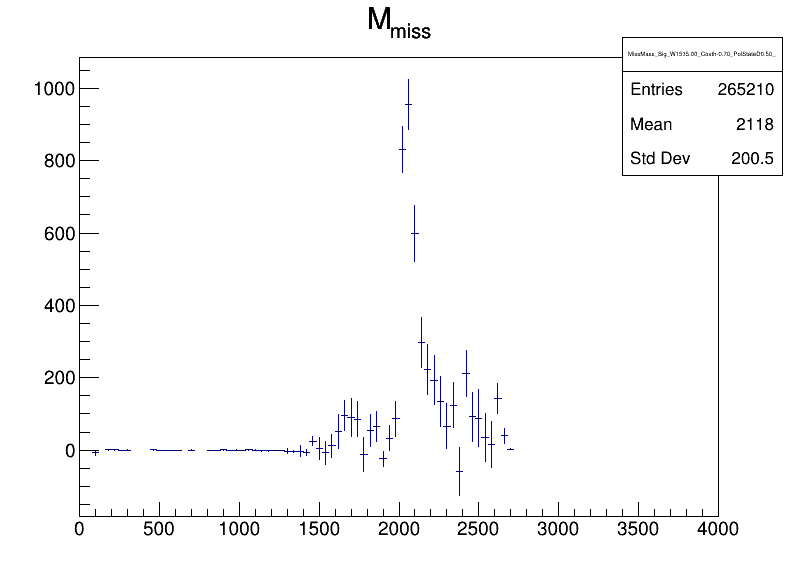 M_miss
MissMass_Sig_W1535.00_Costh-0.70_PolStateD0.50_
Entries 265210
Mean 2118
Std Dev 200.5
1000
800
600
400
200
0
0 500 1000 1500 2000 2500 3000 3500 4000